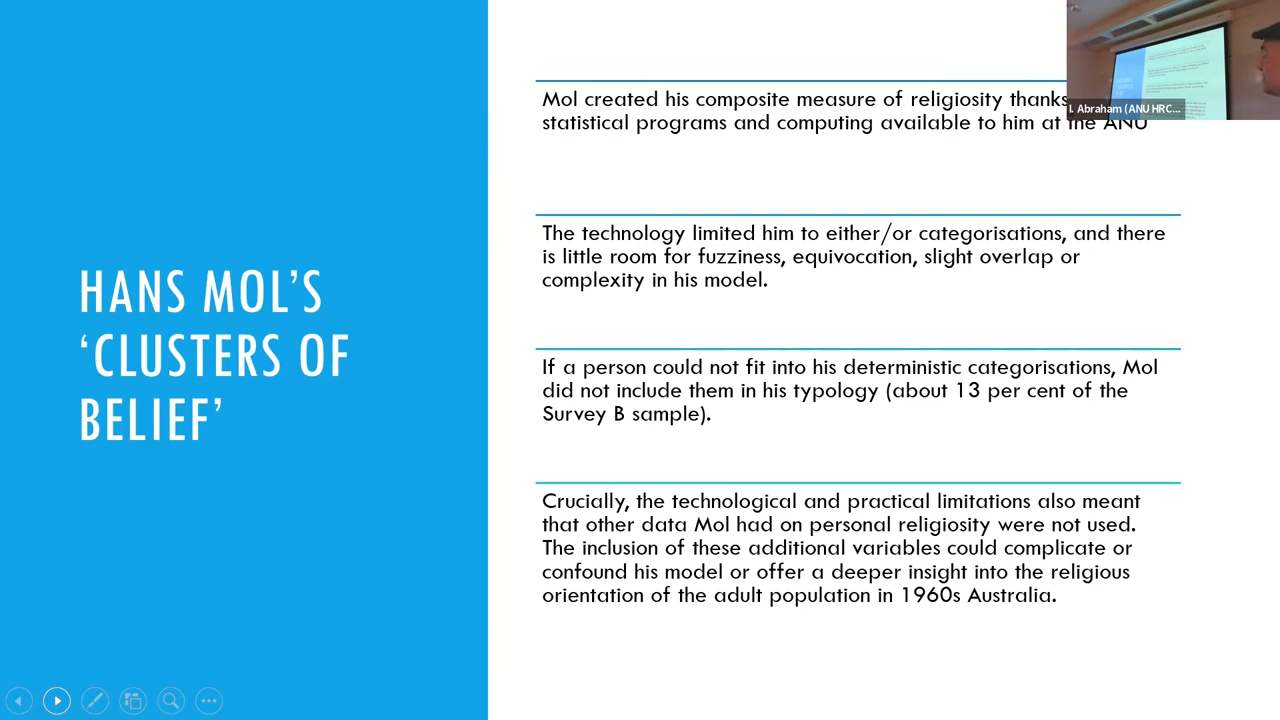 HANS MOL'S
'CLUSTERS OF
BELIEF'
Mol created his composite measure of religiosity thanks
statistical programs and computing available to him at the ANU
The technology limited him to either/or categorisations, and there
is little room for fuzziness, equivocation, slight overlap or
complexity in his model.
If a person could not fit into his deterministic categorisations, Mol
did not include them in his typology (about 13 per cent of the
Survey B sample).
Crucially, the technological and practical limitations also meant
that other data Mol had on personal religiosity were not used.
The inclusion of these additional variables could complicate or
confound his model or offer a deeper insight into the religious
orientation of the adult population in 1960s Australia.
I. Abraham (ANU HRC...